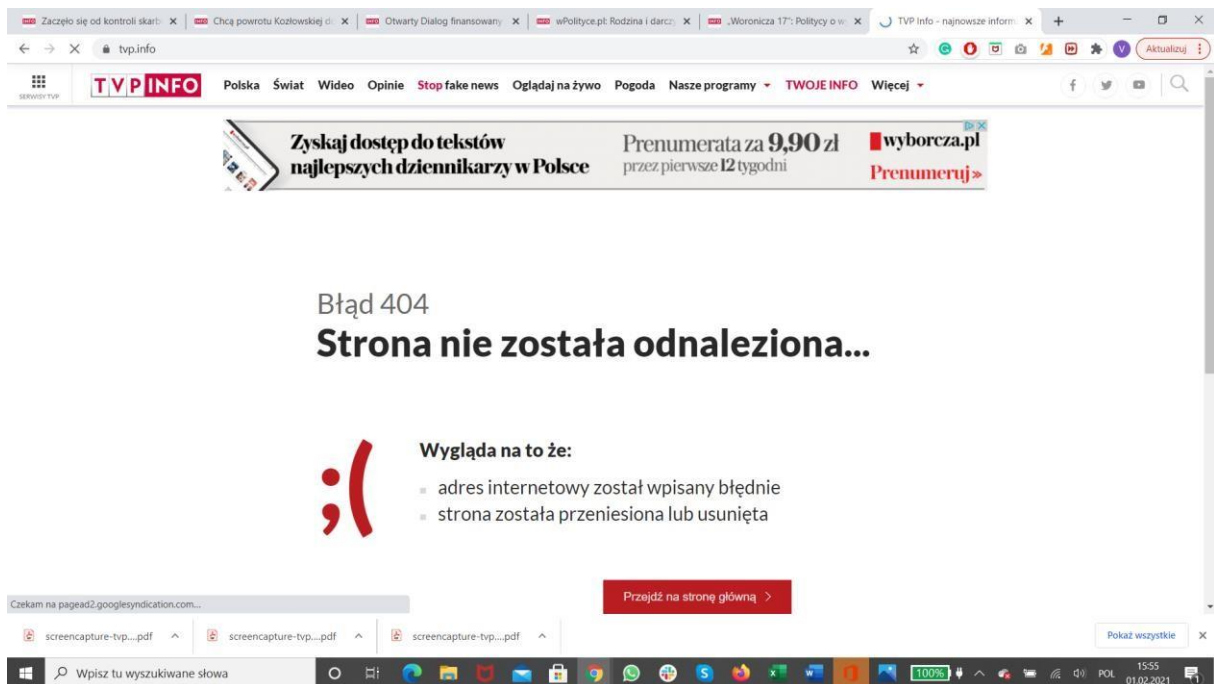 Zaczęło się od kontroli skarb
Chcą powrotu Kozłowskiej d
Otwarty Dialog finansowany
wPolityce.pl: Rodzina i darczy
„Woronicza 17”: Politycy o w
TVP Info - najnowsze inform
tvp.info
Aktualizuj
SERWISY TVP
TVP INFO
Polska Świat Wideo Opinie Stop fake news Oglądaj na żywo Pogoda Nasze programy TWOJE INFO Więcej
Zyskaj dostęp do tekstów
najlepszych dziennikarzy w Polsce
Prenumerata za 9,90 zł
przez pierwsze 12 tygodni
wyborcza.pl
Prenumeruj »
Błąd 404
Strona nie została odnaleziona...
;(
Wygląda na to że:
adres internetowy został wpisany błędnie
strona została przeniesiona lub usunięta
Przejdź na stronę główną >
Czekam na pagead2.googlesyndication.com...
screencapture-tvp....pdf
screencapture-tvp....pdf
screencapture-tvp....pdf
Pokaż wszystkie
Wpisz tu wyszukiwane słowa
100%
POL
15:55
01.02.2021